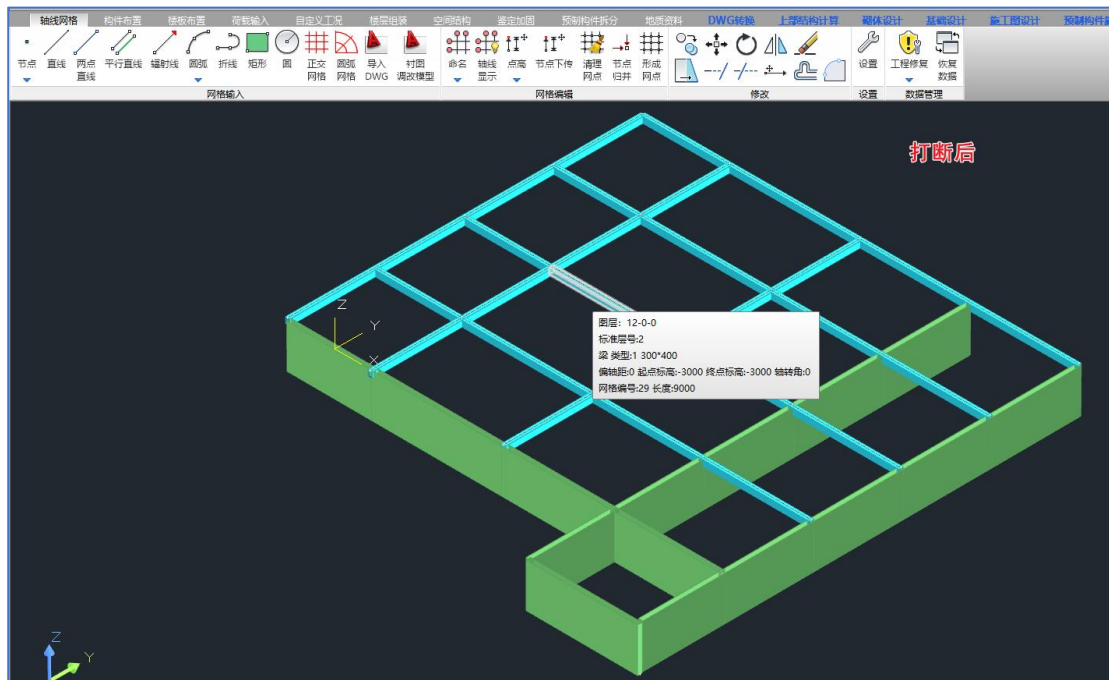 轴线网格 构件布置 楼板布置 荷载输入 自定义工况 楼层组装 空间结构 鉴定加固 预制构件拆分 地质资料 DWG转换 上部结构计算 砌体设计 基础设计 施工图设计 预制构件
节点 直线 两点直线 平行直线 辐射线 圆弧 折线 矩形 圆 正交网格 圆弧网格 导入DWG 衬图调改模型 命名 轴线显示 点高 节点下传 清理网点 节点归并 形成网点 设置 工程修复 恢复数据
网格输入 网格编辑 修改 设置 数据管理
打断后
Z
Y
X
图层: 12-0-0
标准层号:2
梁 类型:1 300*400
偏轴距:0 起点标高:-3000 终点标高:-3000 轴转角:0
网格编号:29 长度:9000
Z
Y